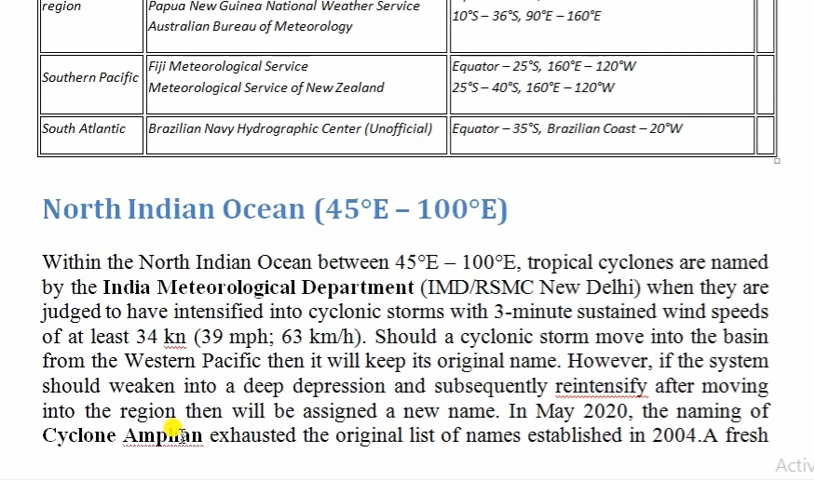 region
Papua New Guinea National Weather Service
Australian Bureau of Meteorology
10°S – 36°S, 90°E – 160°E
Southern Pacific
Fiji Meteorological Service
Meteorological Service of New Zealand
Equator – 25°S, 160°E – 120°W
25°S – 40°S, 160°E – 120°W
South Atlantic
Brazilian Navy Hydrographic Center (Unofficial)
Equator – 35°S, Brazilian Coast – 20°W
North Indian Ocean (45°E – 100°E)
Within the North Indian Ocean between 45°E – 100°E, tropical cyclones are named
by the India Meteorological Department (IMD/RSMC New Delhi) when they are
judged to have intensified into cyclonic storms with 3-minute sustained wind speeds
of at least 34 kn (39 mph; 63 km/h). Should a cyclonic storm move into the basin
from the Western Pacific then it will keep its original name. However, if the system
should weaken into a deep depression and subsequently reintensify after moving
into the region then will be assigned a new name. In May 2020, the naming of
Cyclone Amphan exhausted the original list of names established in 2004.A fresh
Activ